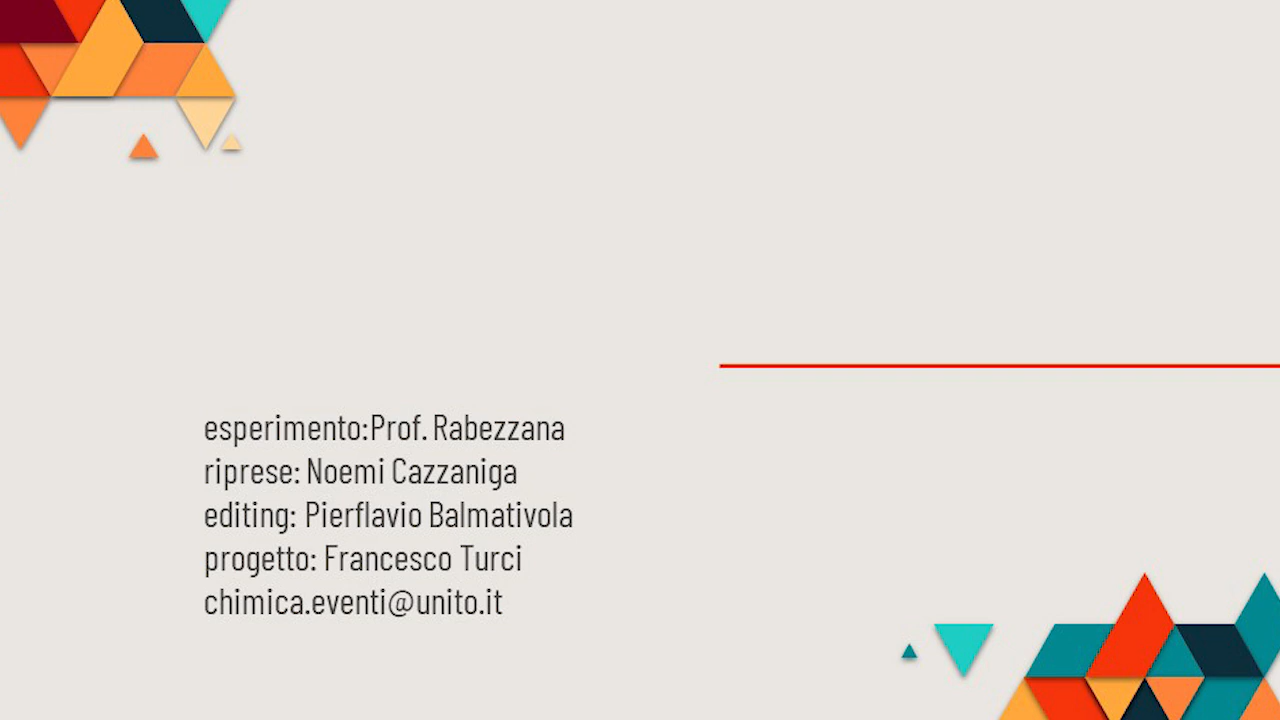 esperimento:Prof. Rabezzana
riprese: Noemi Cazzaniga
editing: Pierflavio Balmativola
progetto: Francesco Turci
chimica.eventi@unito.it